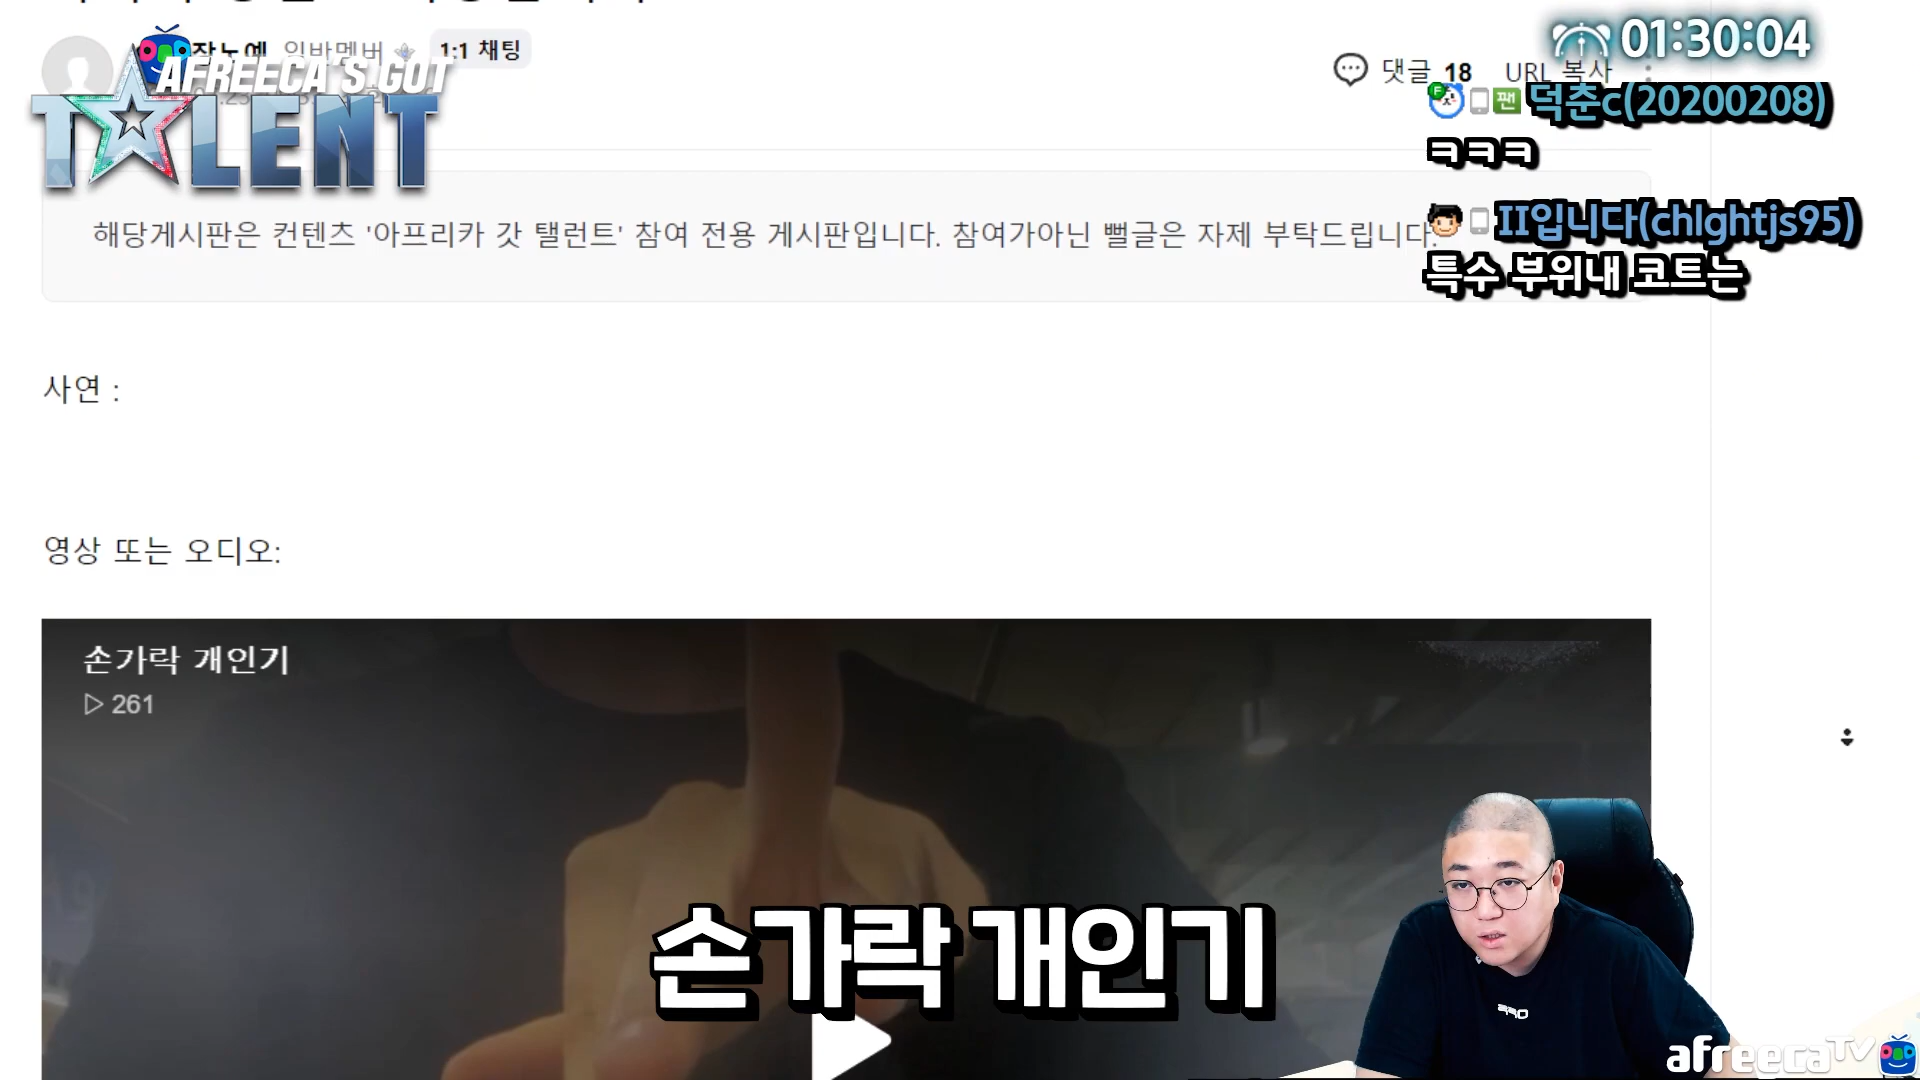 일반멤버
1:1 채팅
AFREECA'S GOT
TALENT
댓글 18 URL 복사
01:30:04
팬 덕춘c(20200208)
ㅋㅋㅋ
II입니다(chlghtjs95)
특수 부위내 코트는
해당게시판은 컨텐츠 '아프리카 갓 탤런트' 참여 전용 게시판입니다. 참여가아닌 뻘글은 자제 부탁드립니다.
사연 :
영상 또는 오디오:
손가락 개인기
261
손가락 개인기
afreecaTV